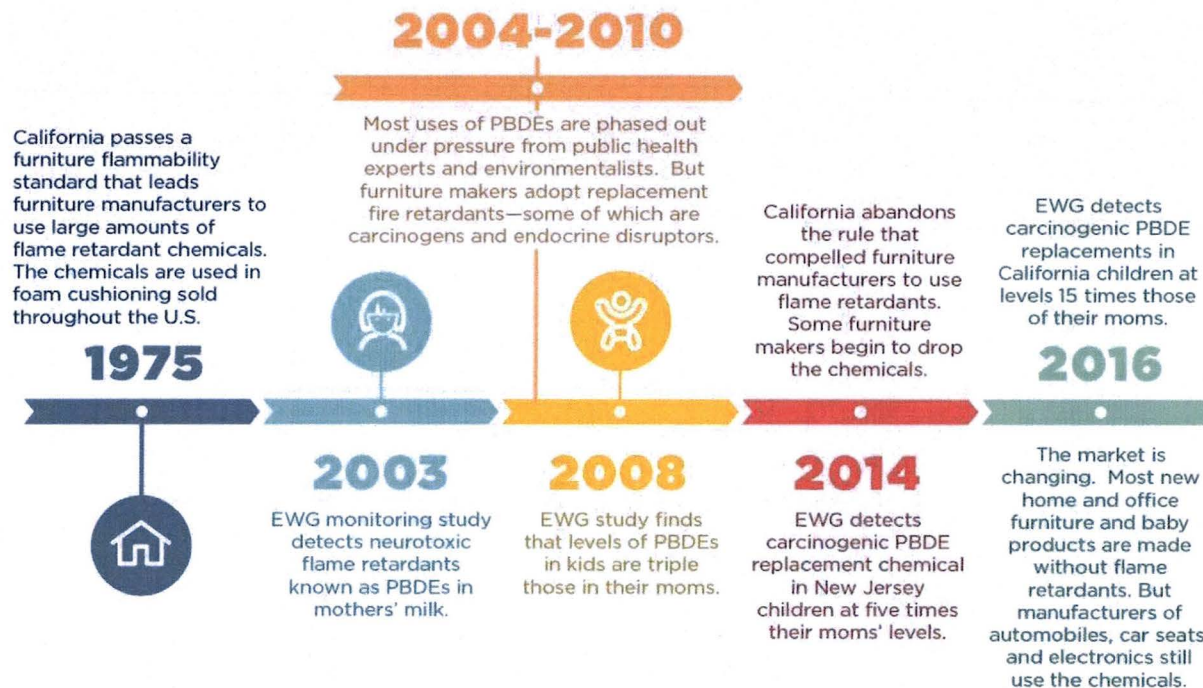 2004-2010
Most uses of PBDEs are phased out
under pressure from public health
experts and environmentalists. But
furniture makers adopt replacement
fire retardants—some of which are
carcinogens and endocrine disruptors.
California passes a
furniture flammability
standard that leads
furniture manufacturers to
use large amounts of
flame retardant chemicals.
The chemicals are used in
foam cushioning sold
throughout the U.S.
1975
2003
EWG monitoring study
detects neurotoxic
flame retardants
known as PBDEs in
mothers' milk.
2008
EWG study finds
that levels of PBDEs
in kids are triple
those in their moms.
California abandons
the rule that
compelled furniture
manufacturers to use
flame retardants.
Some furniture
makers begin to drop
the chemicals.
2014
EWG detects
carcinogenic PBDE
replacement chemical
in New Jersey
children at five times
their moms' levels.
EWG detects
carcinogenic PBDE
replacements in
California children at
levels 15 times those
of their moms.
2016
The market is
changing. Most new
home and office
furniture and baby
products are made
without flame
retardants. But
manufacturers of
automobiles, car seats
and electronics still
use the chemicals.